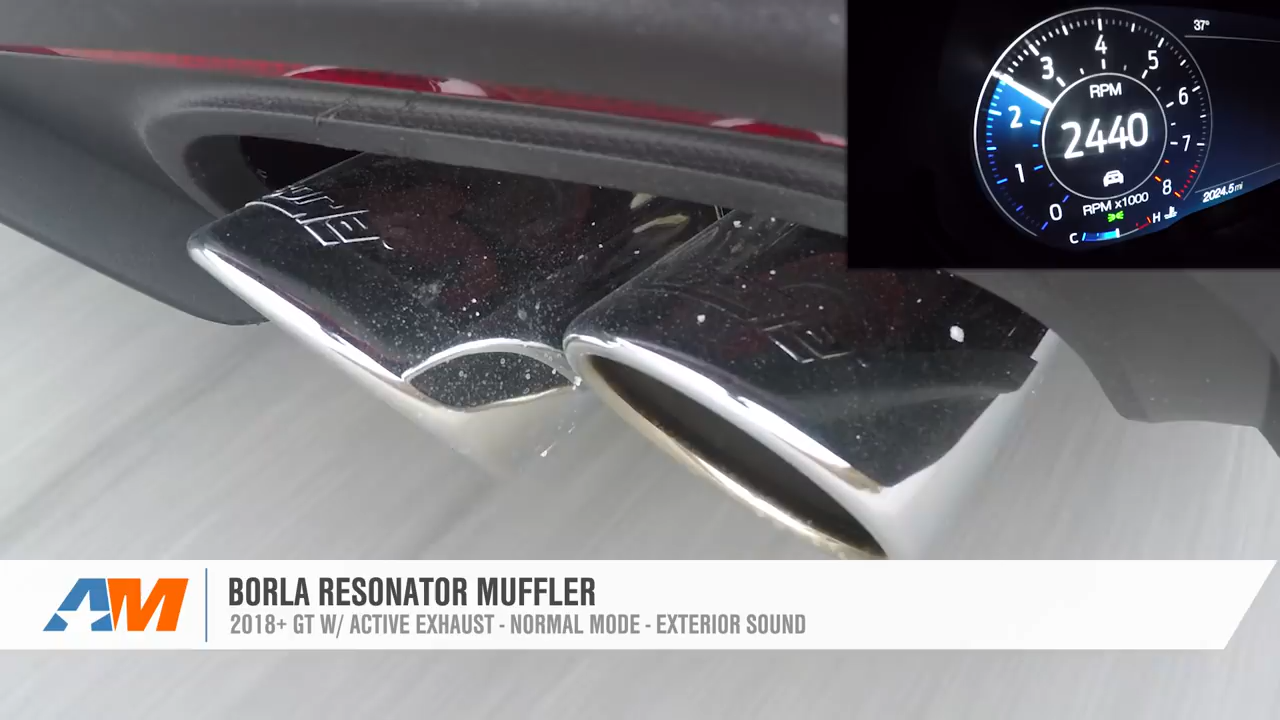 37°
0 1 2 3 4 5 6 7 8
RPM
2440
RPM x1000
2024.5 mi
C H
AM
BORLA RESONATOR MUFFLER
2018+ GT W/ ACTIVE EXHAUST - NORMAL MODE - EXTERIOR SOUND